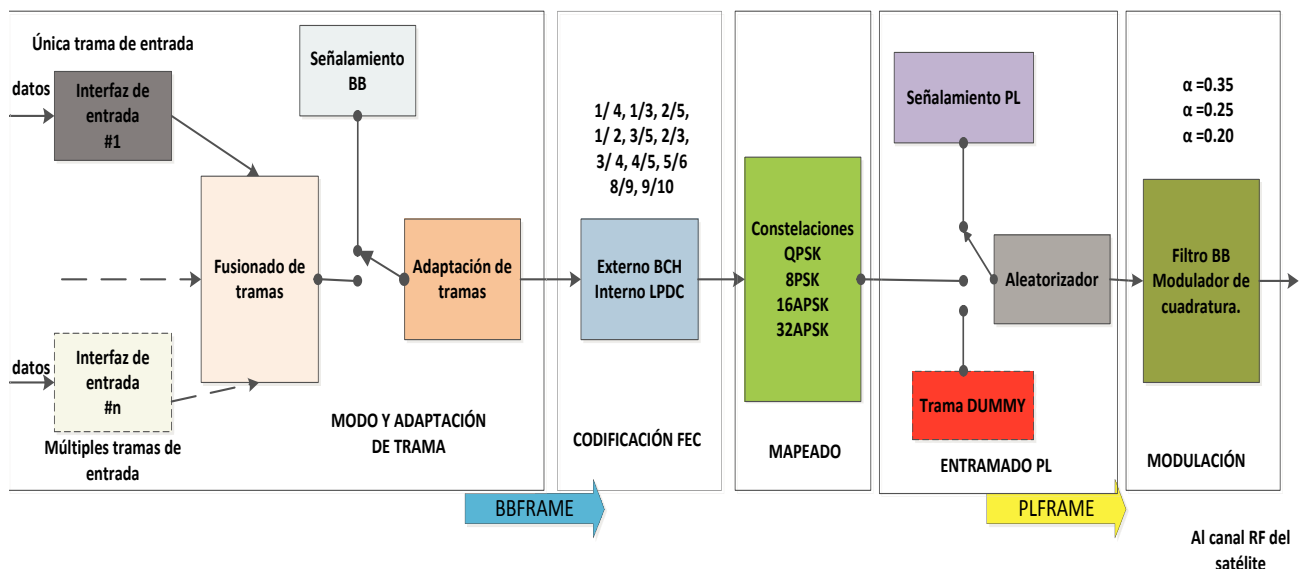 Única trama de entrada
datos
Interfaz de
entrada
#1
Fusionado de
tramas
datos
Interfaz de
entrada
#n
Múltiples tramas de
entrada
Señalamiento
BB
Adaptación de
tramas
MODO Y ADAPTACIÓN
DE TRAMA
1/ 4, 1/3, 2/5,
1/ 2, 3/5, 2/3,
3/ 4, 4/5, 5/6
8/9, 9/10
Externo BCH
Interno LPDC
CODIFICACIÓN FEC
Constelaciones
QPSK
8PSK
16APSK
32APSK
MAPEADO
Señalamiento PL
Aleatorizador
Trama DUMMY
ENTRAMADO PL
α =0.35
α =0.25
α =0.20
Filtro BB
Modulador de
cuadratura.
MODULACIÓN
BBFRAME
PLFRAME
Al canal RF del
satélite